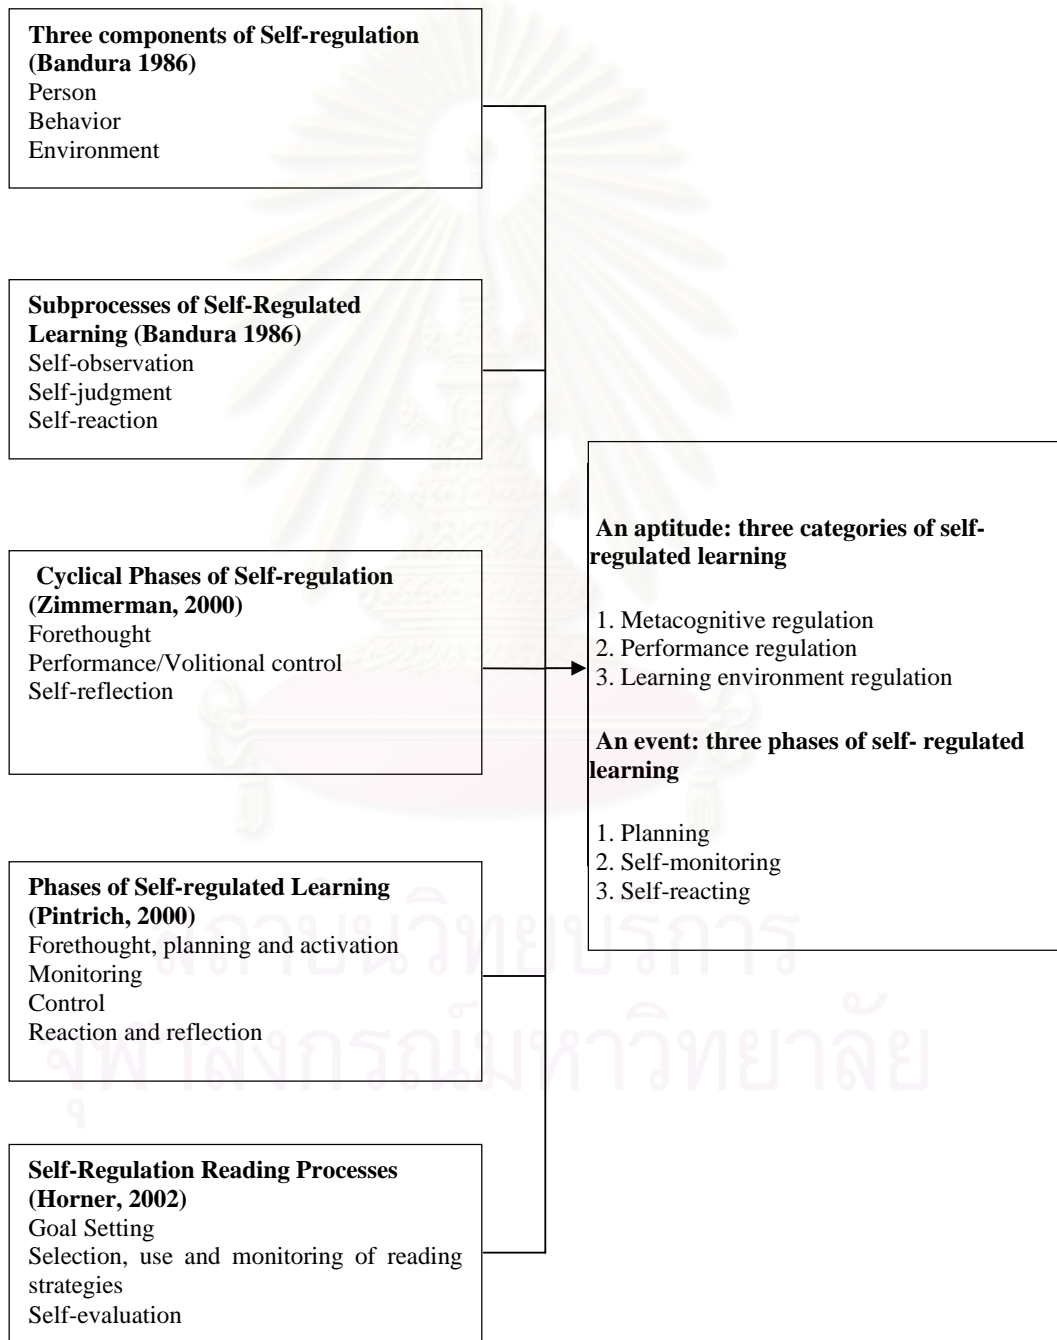 Three components of Self-regulation
(Bandura 1986)
Person
Behavior
Environment
Subprocesses of Self-Regulated
Learning (Bandura 1986)
Self-observation
Self-judgment
Self-reaction
Cyclical Phases of Self-regulation
(Zimmerman, 2000)
Forethought
Performance/Volitional control
Self-reflection
Phases of Self-regulated Learning
(Pintrich, 2000)
Forethought, planning and activation
Monitoring
Control
Reaction and reflection
Self-Regulation Reading Processes
(Horner, 2002)
Goal Setting
Selection, use and monitoring of reading
strategies
Self-evaluation
An aptitude: three categories of self-
regulated learning
1. Metacognitive regulation
2. Performance regulation
3. Learning environment regulation
An event: three phases of self- regulated
learning
1. Planning
2. Self-monitoring
3. Self-reacting
สถาบันวิทยบริการ
จุฬาลงกรณ์มหาวิทยาลัย